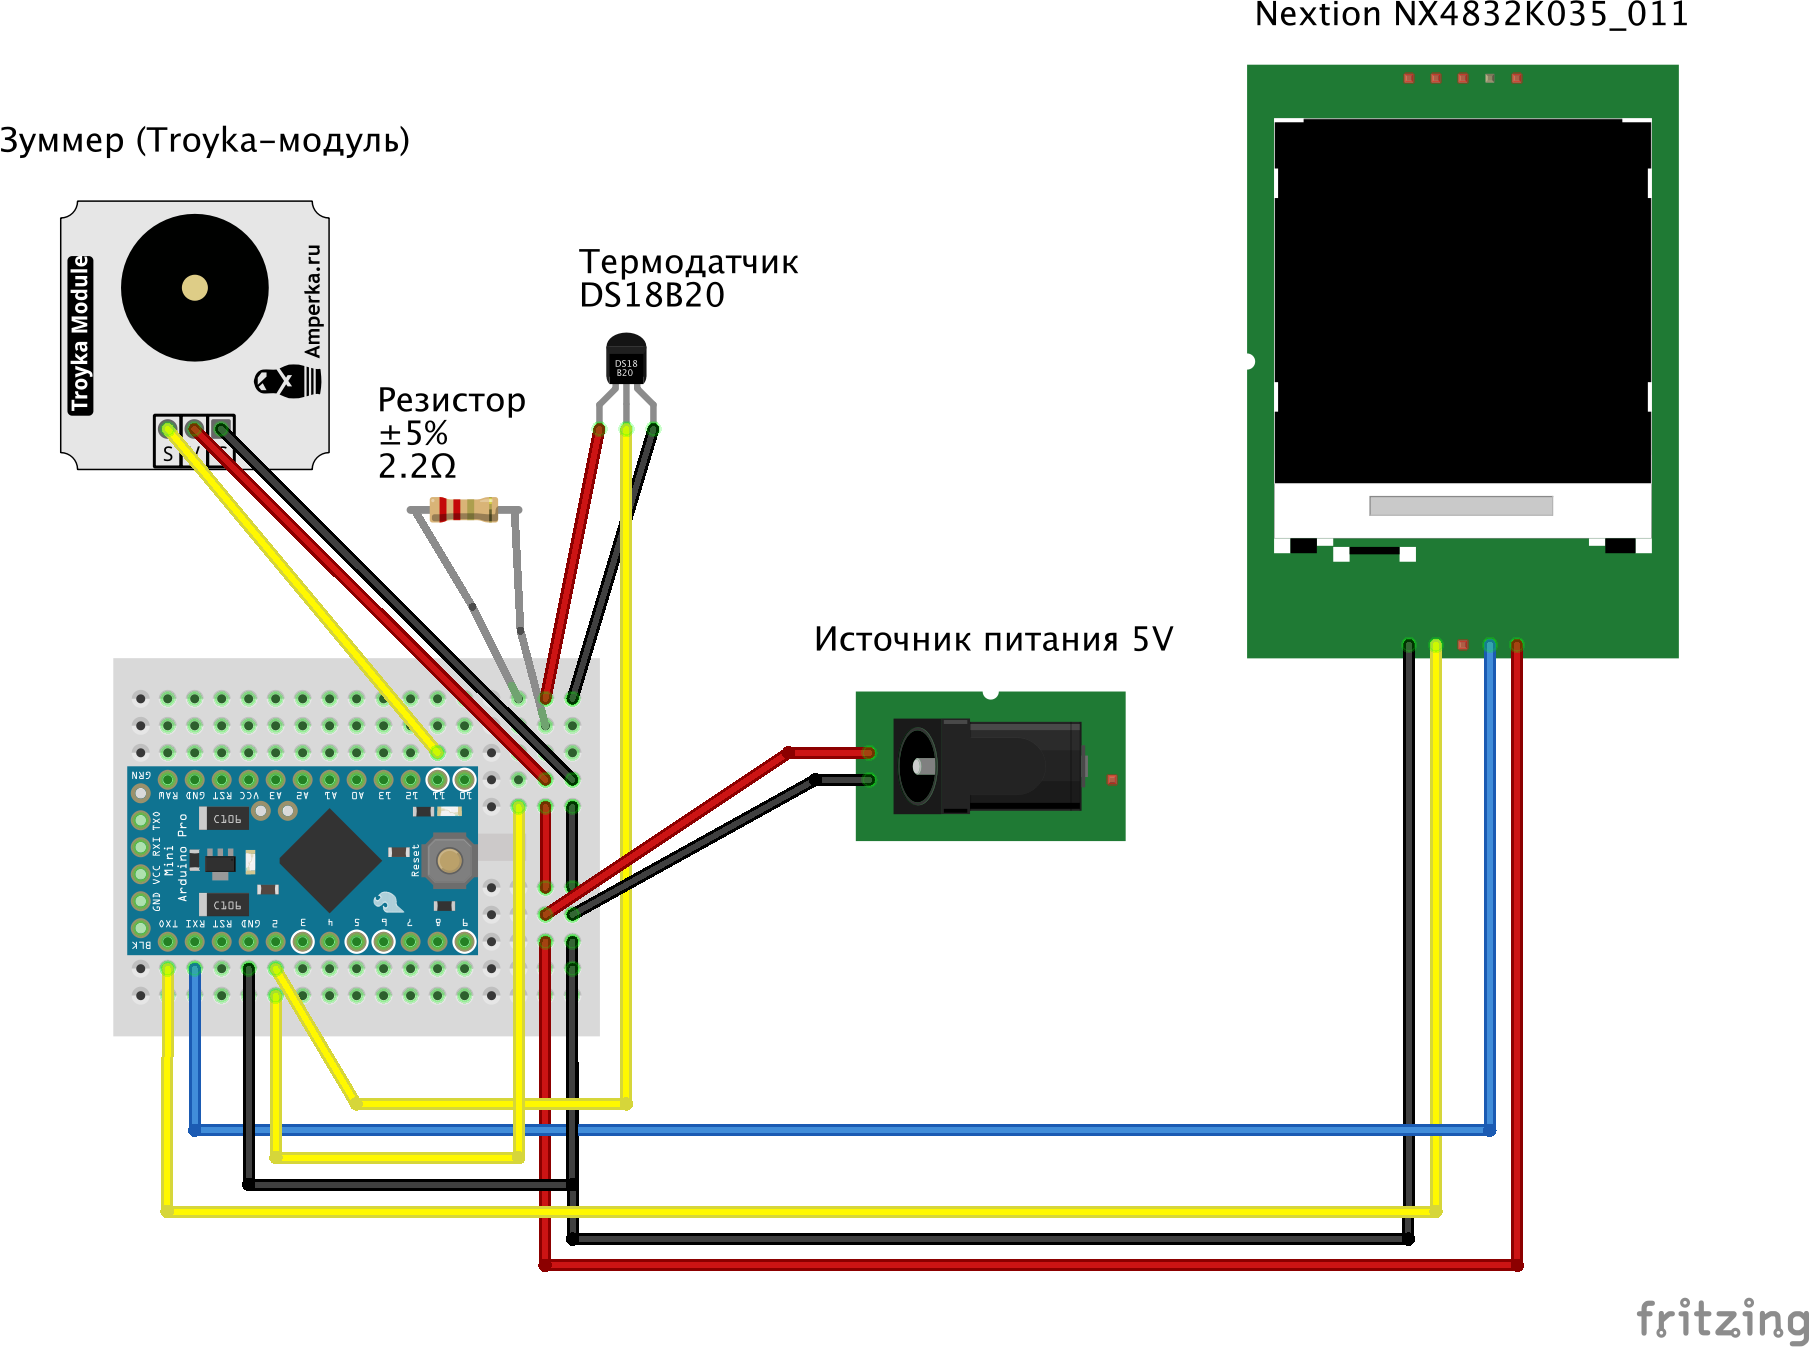 Nextion NX4832K035_011
Зуммер (Troyka-модуль)
Troyka Module
Amperka.ru
S
V
Термодатчик
DS18B20
DS18
B20
Резистор
±5%
2.2Ω
Источник питания 5V
GRN
RAW GND RST VCC A3 A2 A1 A0 13 12 11 10
TXO
RXI
VCC
GND
BLK
C106
C106
Arduino Pro
Mini
Reset
TXO RXI RST GND 2 3 4 5 6 7 8 9
fritzing